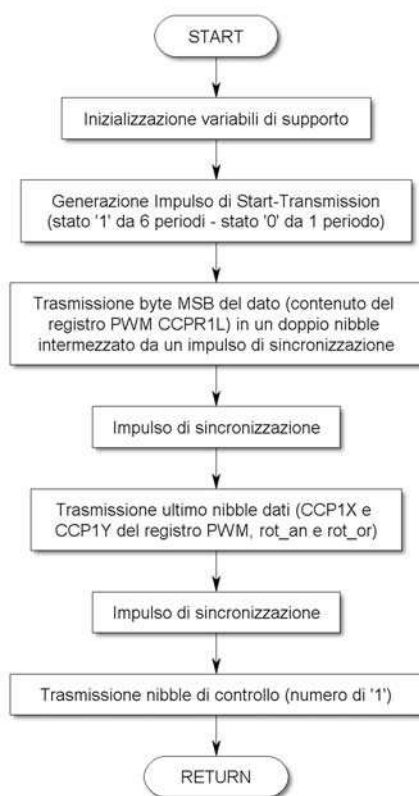 START
Inizializzazione variabili di supporto
Generazione Impulso di Start-Transmission
(stato '1' da 6 periodi - stato '0' da 1 periodo)
Trasmissione byte MSB del dato (contenuto del
registro PWM CCPR1L) in un doppio nibble
intermezzato da un impulso di sincronizzazione
Impulso di sincronizzazione
Trasmissione ultimo nibble dati (CCP1X e
CCP1Y del registro PWM, rot_an e rot_or)
Impulso di sincronizzazione
Trasmissione nibble di controllo (numero di '1')
RETURN